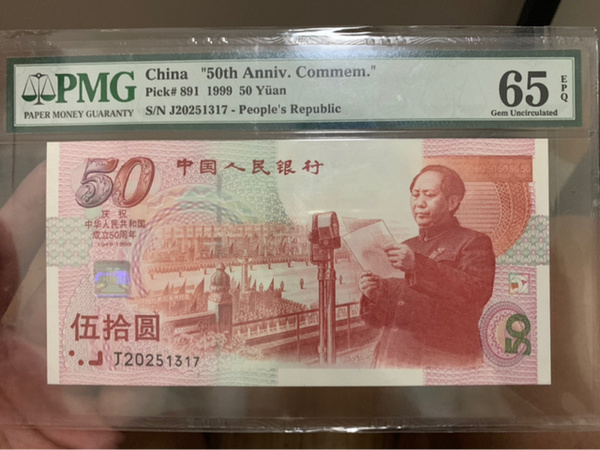 PMG
PAPER MONEY GUARANTY
China "50th Anniv. Commem."
Pick# 891 1999 50 Yüan
S/N J20251317 - People's Republic
65
EPQ
Gem Uncirculated
50
中国人民银行
庆祝
中华人民共和国
成立50周年
1949-1999
伍拾圆
J20251317
50